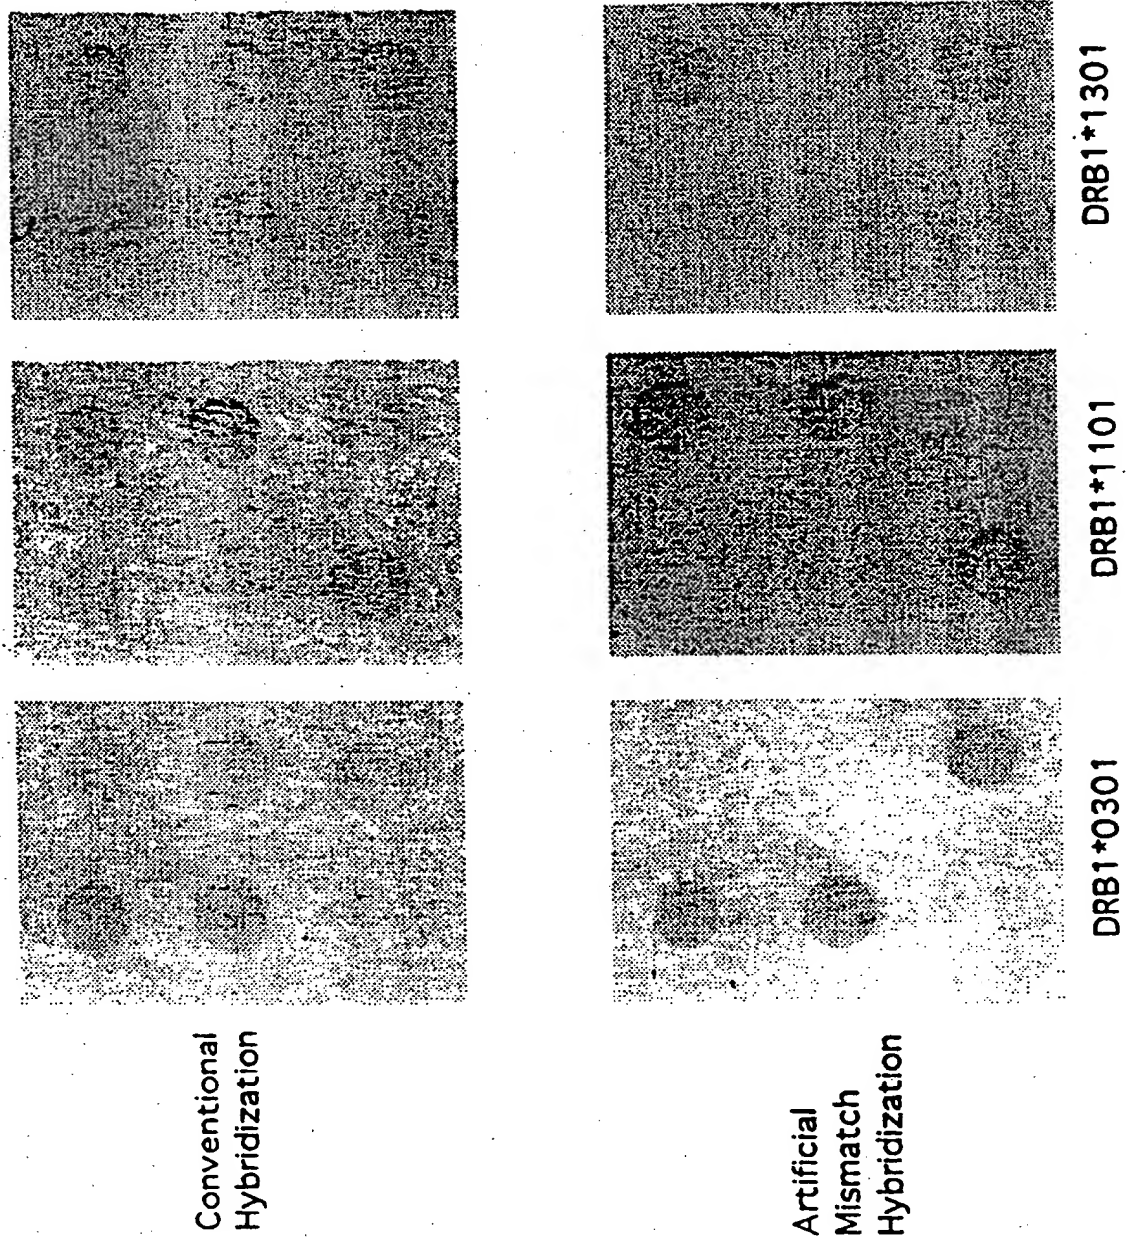 Conventional
Hybridization
Artificial
Mismatch
Hybridization
DRB1*0301
DRB1*1101
DRB1*1301